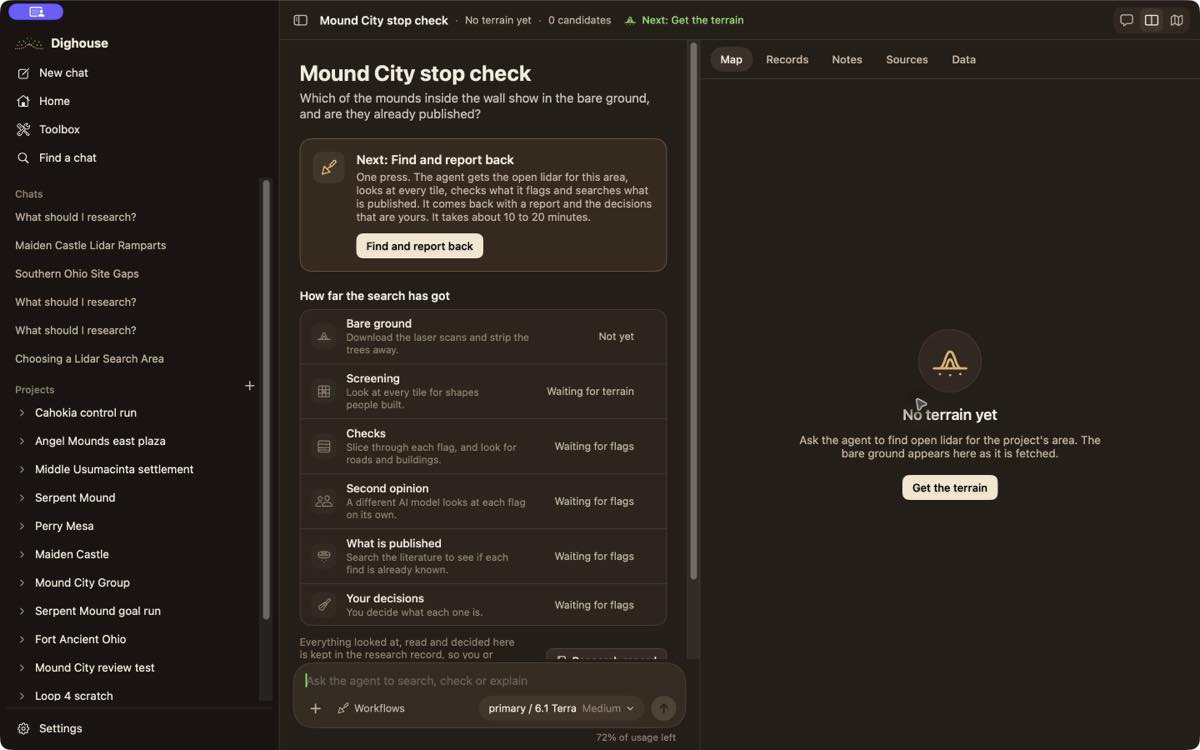 Dighouse
New chat
Home
Toolbox
Find a chat
Chats
What should I research?
Maiden Castle Lidar Ramparts
Southern Ohio Site Gaps
What should I research?
What should I research?
Choosing a Lidar Search Area
Projects
Cahokia control run
Angel Mounds east plaza
Middle Usumacinta settlement
Serpent Mound
Perry Mesa
Maiden Castle
Mound City Group
Serpent Mound goal run
Fort Ancient Ohio
Mound City review test
Loop 4 scratch
Settings
Mound City stop check · No terrain yet · 0 candidates Next: Get the terrain
Mound City stop check
Which of the mounds inside the wall show in the bare ground,
and are they already published?
Next: Find and report back
One press. The agent gets the open lidar for this area,
looks at every tile, checks what it flags and searches what
is published. It comes back with a report and the decisions
that are yours. It takes about 10 to 20 minutes.
Find and report back
How far the search has got
Bare ground
Download the laser scans and strip the
trees away.
Not yet
Screening
Look at every tile for shapes
people built.
Waiting for terrain
Checks
Slice through each flag, and look for
roads and buildings.
Waiting for flags
Second opinion
A different AI model looks at each flag
on its own.
Waiting for flags
What is published
Search the literature to see if each
find is already known.
Waiting for flags
Your decisions
You decide what each one is.
Waiting for flags
Everything looked at, read and decided here
is kept in the research record, so you or
Ask the agent to search, check or explain
Workflows
primary / 6.1 Terra Medium
72% of usage left
Map Records Notes Sources Data
No terrain yet
Ask the agent to find open lidar for the project's area. The
bare ground appears here as it is fetched.
Get the terrain